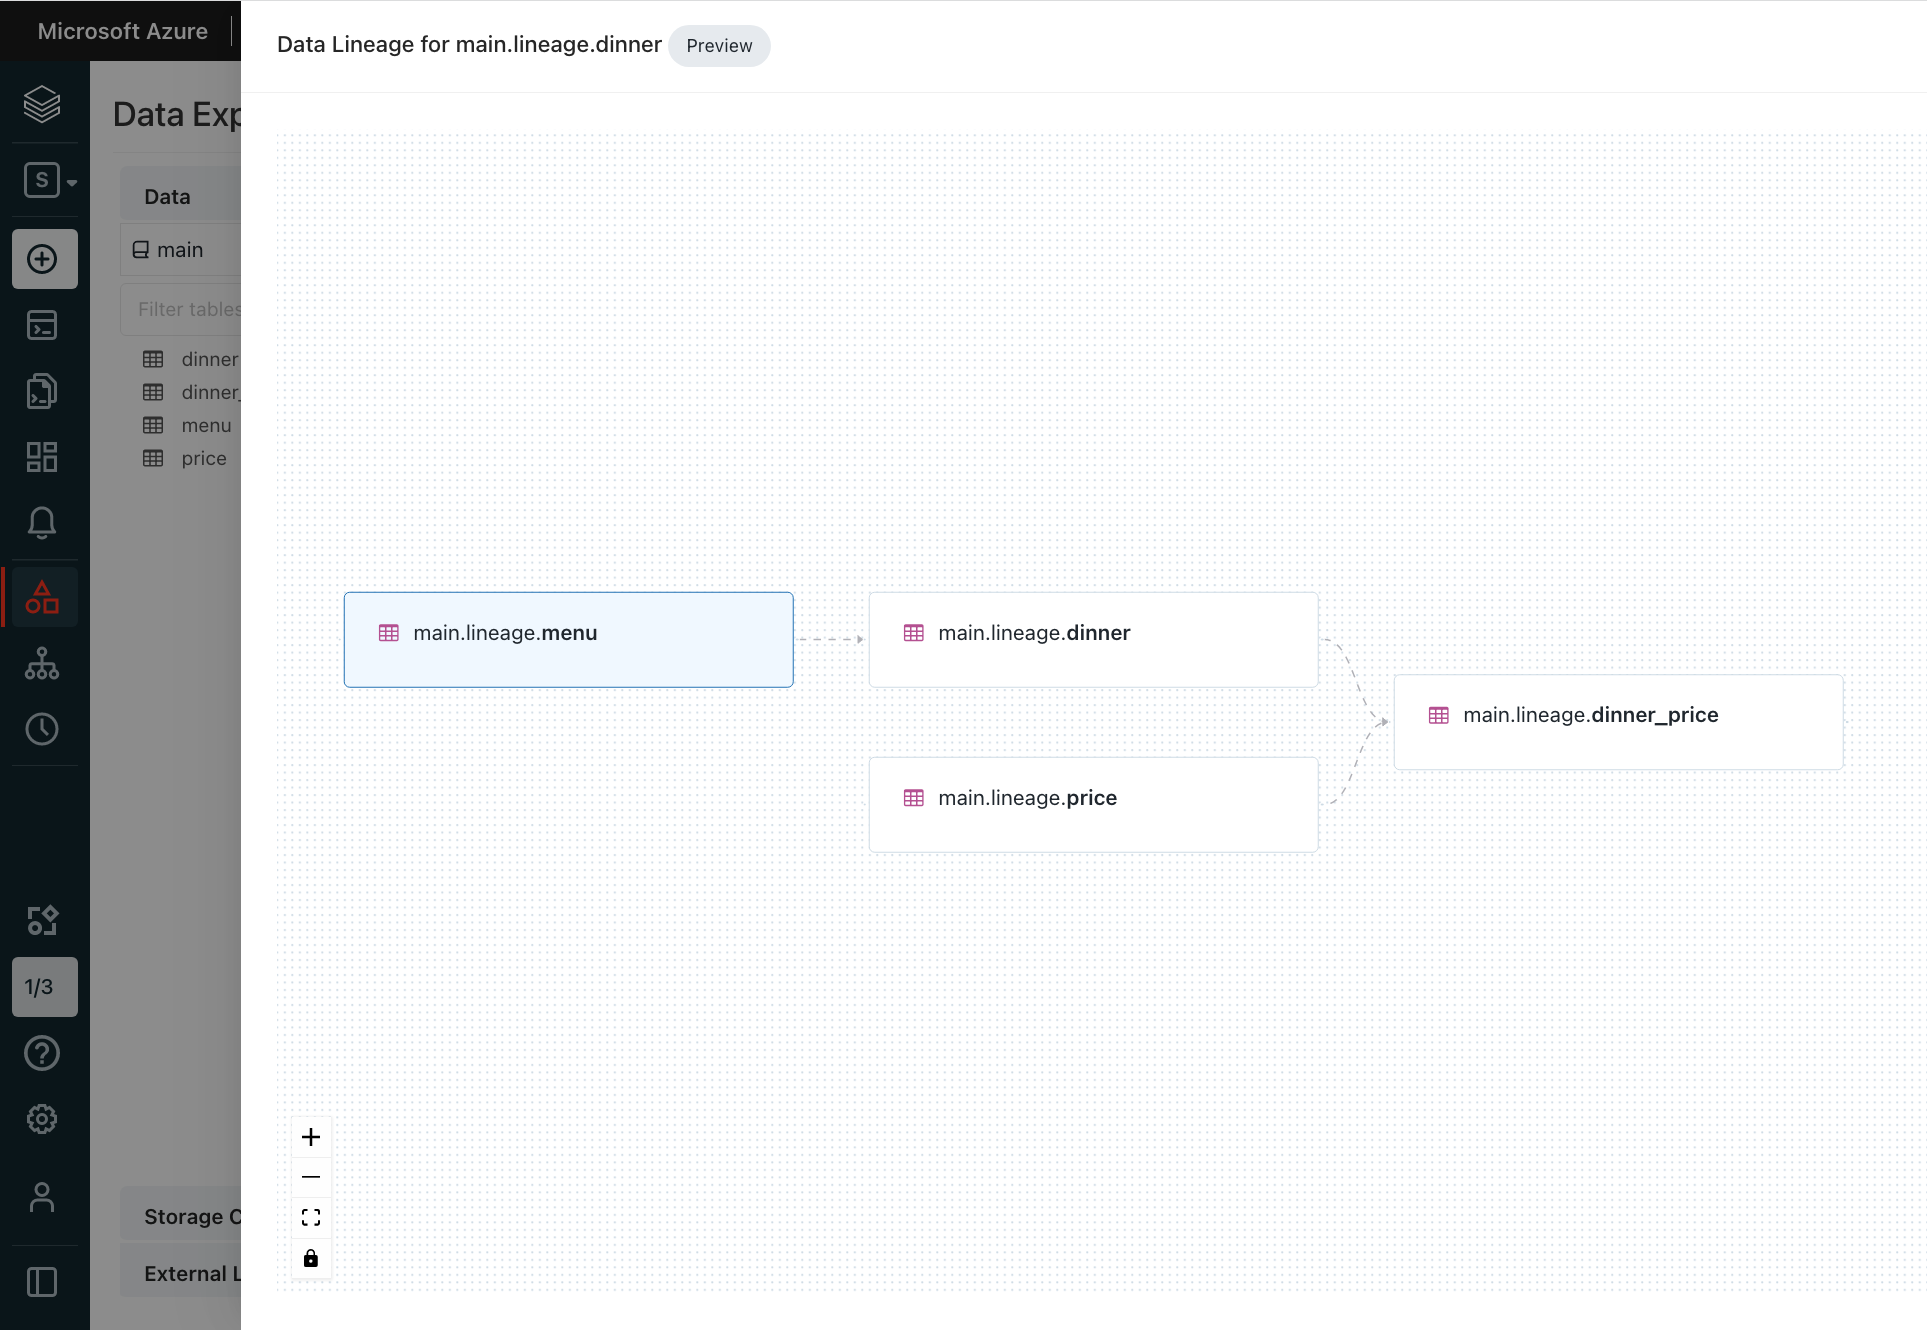 Microsoft Azure
Data Lineage for main.lineage.dinner Preview
Data Exp
Data
main
Filter tables
dinner
dinner_
menu
price
S
main.lineage.menu
main.lineage.dinner
main.lineage.dinner_price
main.lineage.price
1/3
Storage C
External L